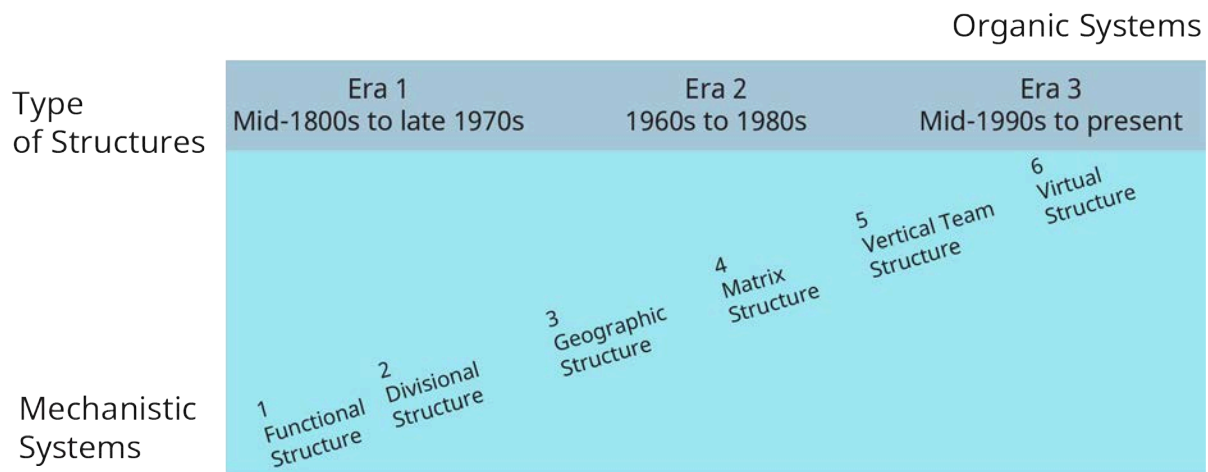 Organic Systems
Type
of Structures
Era 1
Mid-1800s to late 1970s
Era 2
1960s to 1980s
Era 3
Mid-1990s to present
1
Functional
Structure
2
Divisional
Structure
3
Geographic
Structure
4
Matrix
Structure
5
Vertical Team
Structure
6
Virtual
Structure
Mechanistic
Systems